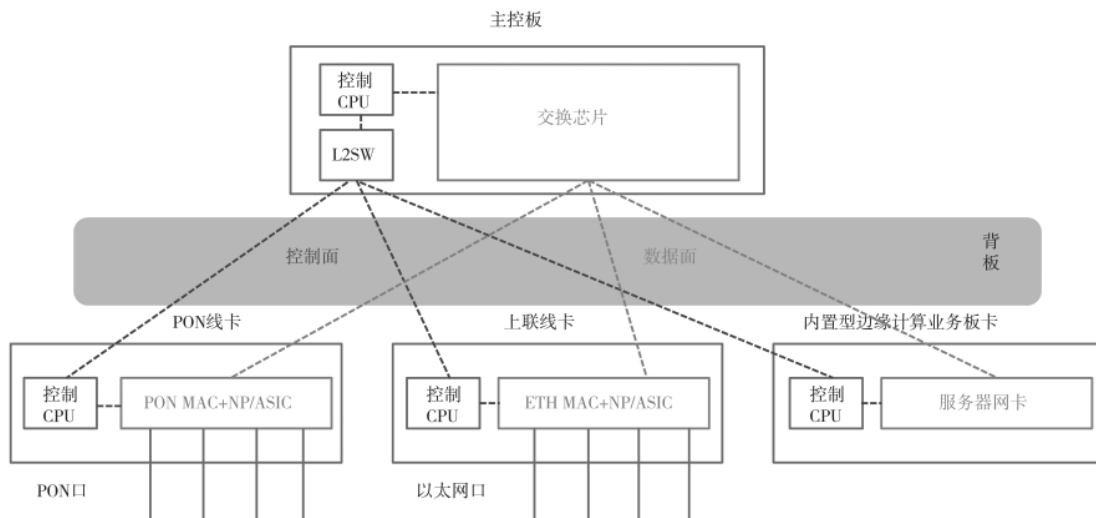 主控板
控制
CPU
交换芯片
L2SW
控制面
数据面
背
板
PON线卡
上联线卡
内置型边缘计算业务板卡
控制
CPU
PON MAC+NP/ASIC
控制
CPU
ETH MAC+NP/ASIC
控制
CPU
服务器网卡
PON口
以太网口